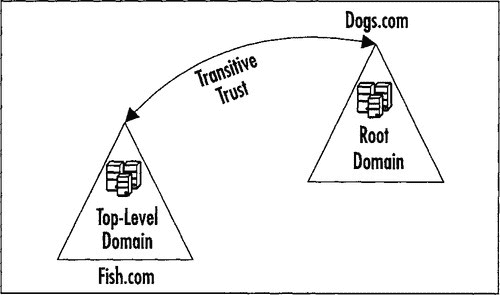 Dogs.com
Transitive
Trust
Root
Domain
Top-Level
Domain
Fish.com